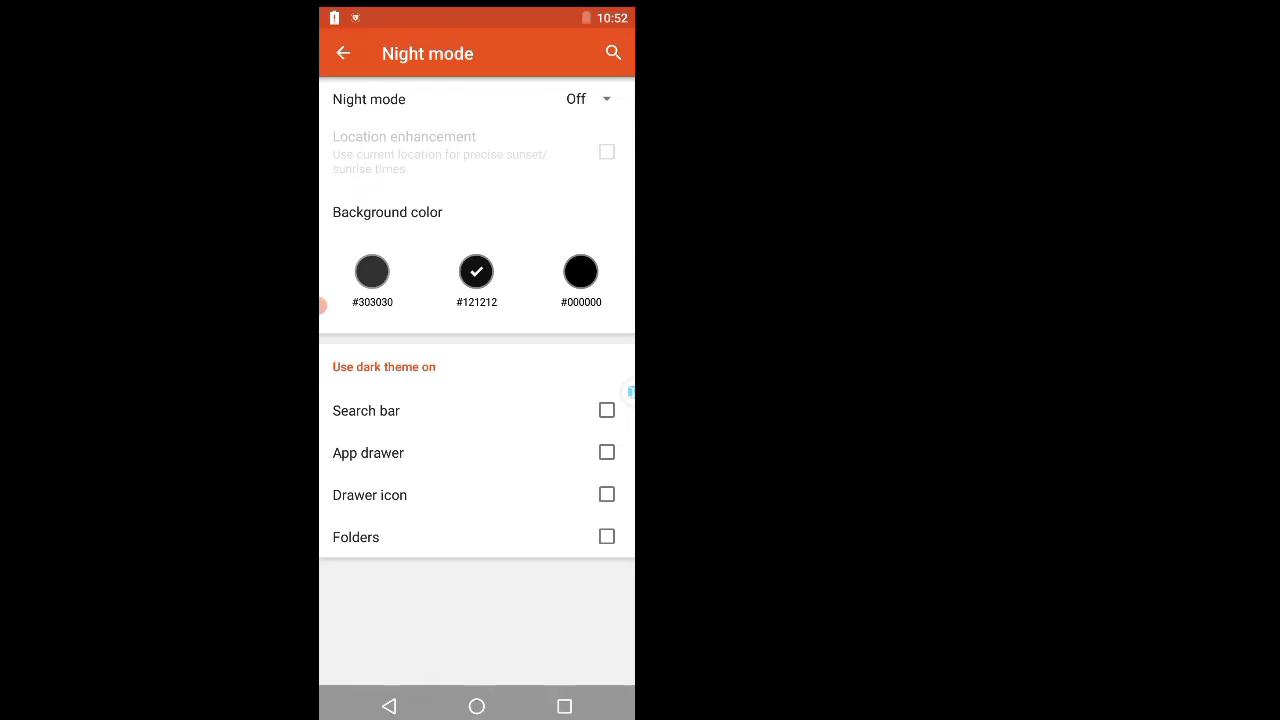 10:52
Night mode
Night mode Off
Location enhancement
Use current location for precise sunset/
sunrise times
Background color
#303030 #121212 #000000
Use dark theme on
Search bar
App drawer
Drawer icon
Folders